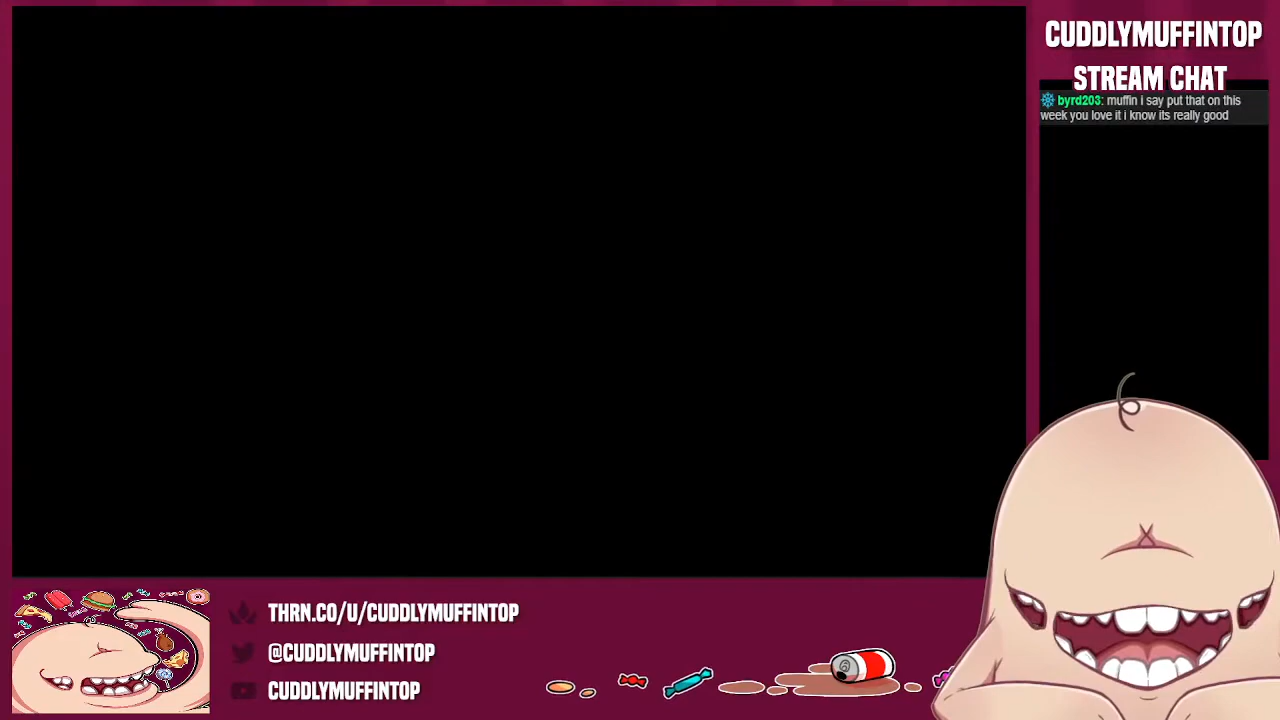 CUDDLYMUFFINTOP
STREAM CHAT
byrd203: muffin i say put that on this
week you love it i know its really good
THRN.CO/U/CUDDLYMUFFINTOP
@CUDDLYMUFFINTOP
CUDDLYMUFFINTOP